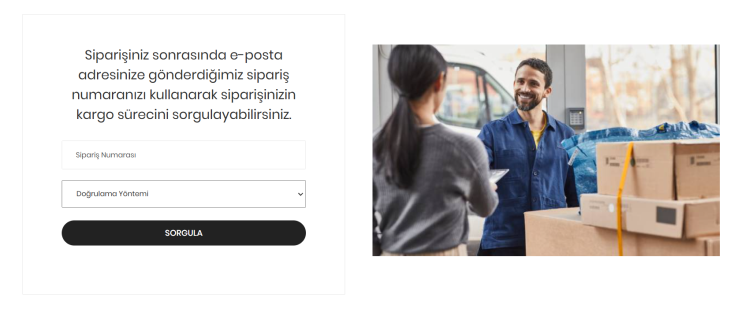 Siparişiniz sonrasında e-posta
adresinize gönderdiğimiz sipariş
numaranızı kullanarak siparişinizin
kargo sürecini sorgulayabilirsiniz.
Sipariş Numarası
Doğrulama Yöntemi
SORGULA